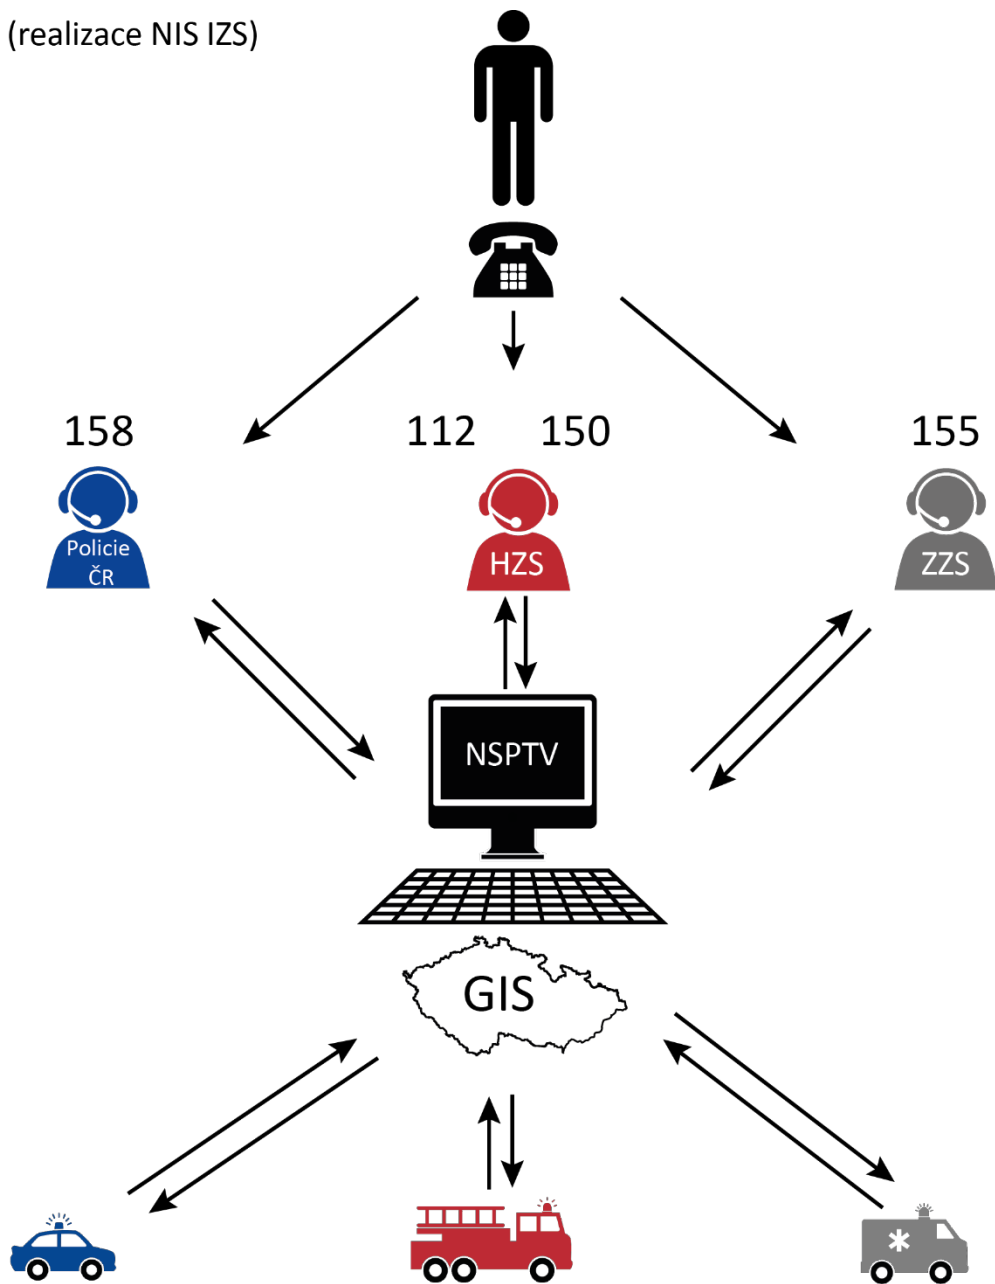 (realizace NIS IZS)
158
112
150
155
Policie
ČR
HZS
ZZS
NSPTV
GIS